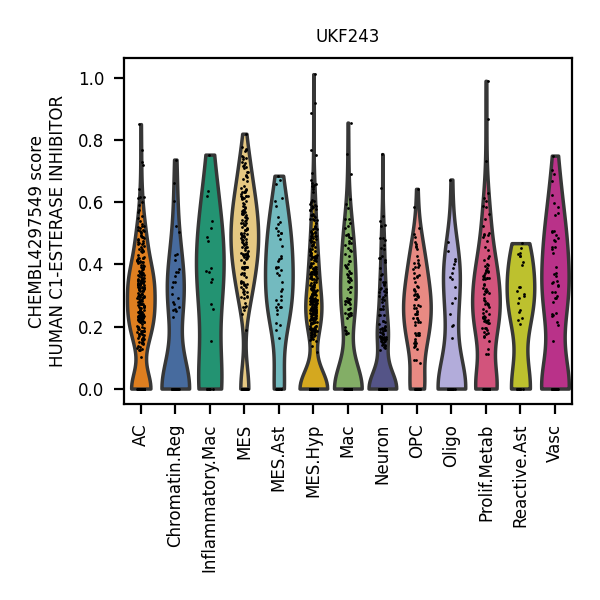 UKF243
CHEMBL4297549 score
HUMAN C1-ESTERASE INHIBITOR
1.0
0.8
0.6
0.4
0.2
0.0
AC
Chromatin.Reg
Inflammatory.Mac
MES
MES.Ast
MES.Hyp
Mac
Neuron
OPC
Oligo
Prolif.Metab
Reactive.Ast
Vasc